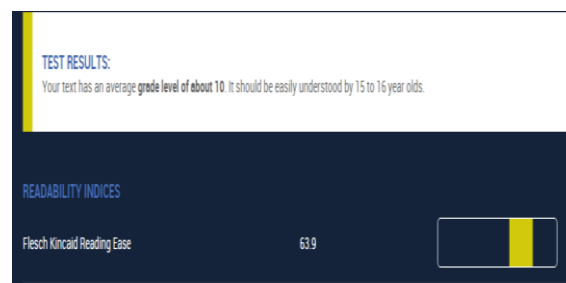 TEST RESULTS:
Your text has an average grade level of about 10. It should be easily understood by 15 to 16 year olds.
READABILITY INDICES
Flesch Kincaid Reading Ease 63.9